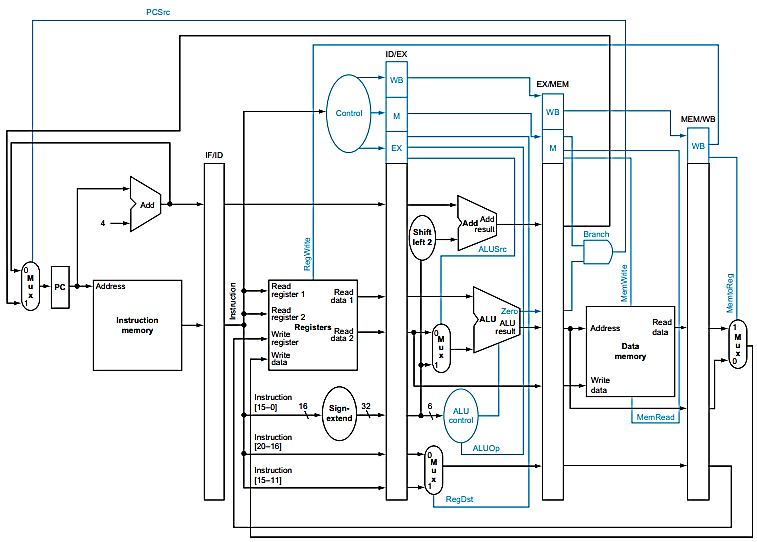 PCSrc
ID/EX
WB
EX/MEM
Control
M
WB
MEM/WB
EX
M
WB
IF/ID
Add
4
Add
Add
result
Shift
left 2
ALUSrc
Branch
RegWrite
MemWrite
MemtoReg
0
M
u
x
1
PC
Address
Instruction
memory
Instruction
Read
register 1
Read
data 1
Read
register 2
Registers
Read
data 2
Write
register
Write
data
Zero
ALU
ALU
result
0
M
u
x
1
Address
Read
data
Data
memory
Write
data
1
M
u
x
0
Instruction
[15–0]
16
Sign-
extend
32
6
ALU
control
MemRead
Instruction
[20–16]
ALUOp
0
M
u
x
1
Instruction
[15–11]
RegDst